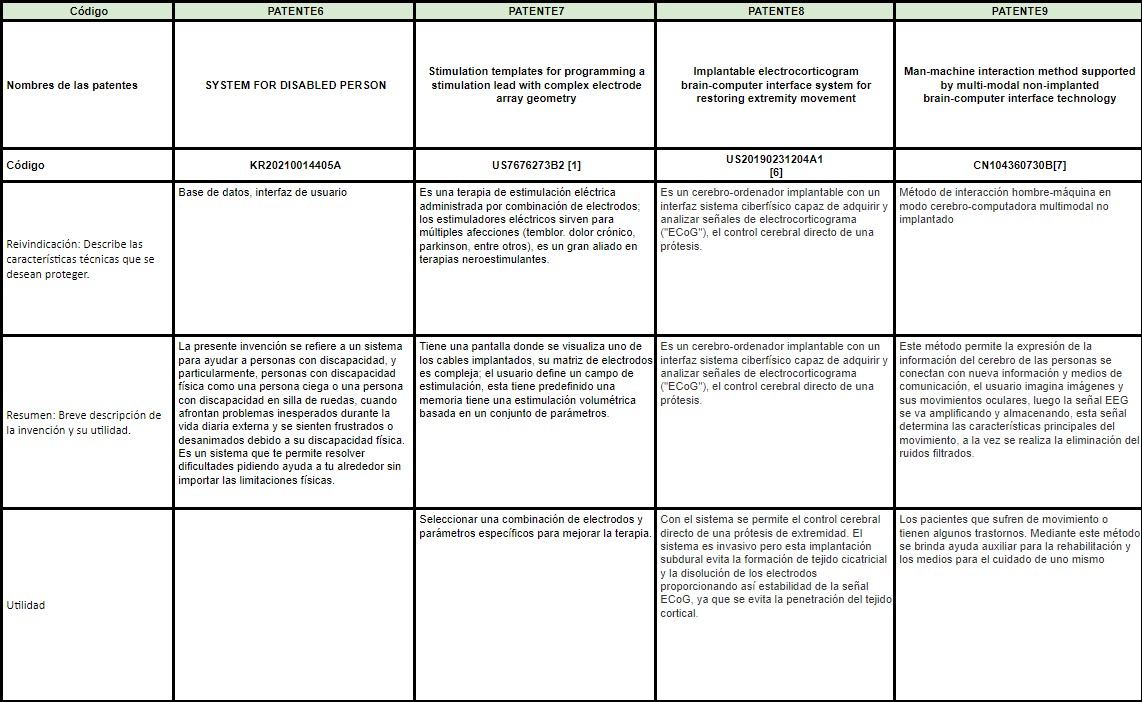 Código
PATENTE6
PATENTE7
PATENTE8
PATENTE9
Nombres de las patentes
SYSTEM FOR DISABLED PERSON
Stimulation templates for programming a
stimulation lead with complex electrode
array geometry
Implantable electrocorticogram
brain-computer interface system for
restoring extremity movement
Man-machine interaction method supported
by multi-modal non-implanted
brain-computer interface technology
Código
KR20210014405A
US7676273B2 [1]
US20190231204A1
[6]
CN104360730B[7]
Reivindicación: Describe las
características técnicas que se
desean proteger.
Base de datos, interfaz de usuario
Es una terapia de estimulación eléctrica
administrada por combinación de electrodos;
los estimuladores eléctricos sirven para
múltiples afecciones (temblor. dolor crónico,
parkinson, entre otros), es un gran aliado en
terapias neroestimulantes.
Es un cerebro-ordenador implantable con un
interfaz sistema ciberfísico capaz de adquirir y
analizar señales de electrocorticograma
("ECoG"), el control cerebral directo de una
prótesis.
Método de interacción hombre-máquina en
modo cerebro-computadora multimodal no
implantado
Resumen: Breve descripción de
la invención y su utilidad.
La presente invención se refiere a un sistema
para ayudar a personas con discapacidad, y
particularmente, personas con discapacidad
física como una persona ciega o una persona
con discapacidad en silla de ruedas, cuando
afrontan problemas inesperados durante la
vida diaria externa y se sienten frustrados o
desanimados debido a su discapacidad física.
Es un sistema que te permite resolver
dificultades pidiendo ayuda a tu alrededor sin
importar las limitaciones físicas.
Tiene una pantalla donde se visualiza uno de
los cables implantados, su matriz de electrodos
es compleja; el usuario define un campo de
estimulación, esta tiene predefinido una
memoria tiene una estimulación volumétrica
basada en un conjunto de parámetros.
Es un cerebro-ordenador implantable con un
interfaz sistema ciberfísico capaz de adquirir y
analizar señales de electrocorticograma
("ECoG"), el control cerebral directo de una
prótesis.
Este método permite la expresión de la
información del cerebro de las personas se
conectan con nueva información y medios de
comunicación, el usuario imagina imágenes y
sus movimientos oculares, luego la señal EEG
se va amplificando y almacenando, esta señal
determina las características principales del
movimiento, a la vez se realiza la eliminación del
ruidos filtrados.
Utilidad
Seleccionar una combinación de electrodos y
parámetros específicos para mejorar la terapia.
Con el sistema se permite el control cerebral
directo de una prótesis de extremidad. El
sistema es invasivo pero esta implantación
subdural evita la formación de tejido cicatricial
y la disolución de los electrodos
proporcionando así estabilidad de la señal
ECoG, ya que se evita la penetración del tejido
cortical.
Los pacientes que sufren de movimiento o
tienen algunos trastornos. Mediante este método
se brinda ayuda auxiliar para la rehabilitación y
los medios para el cuidado de uno mismo